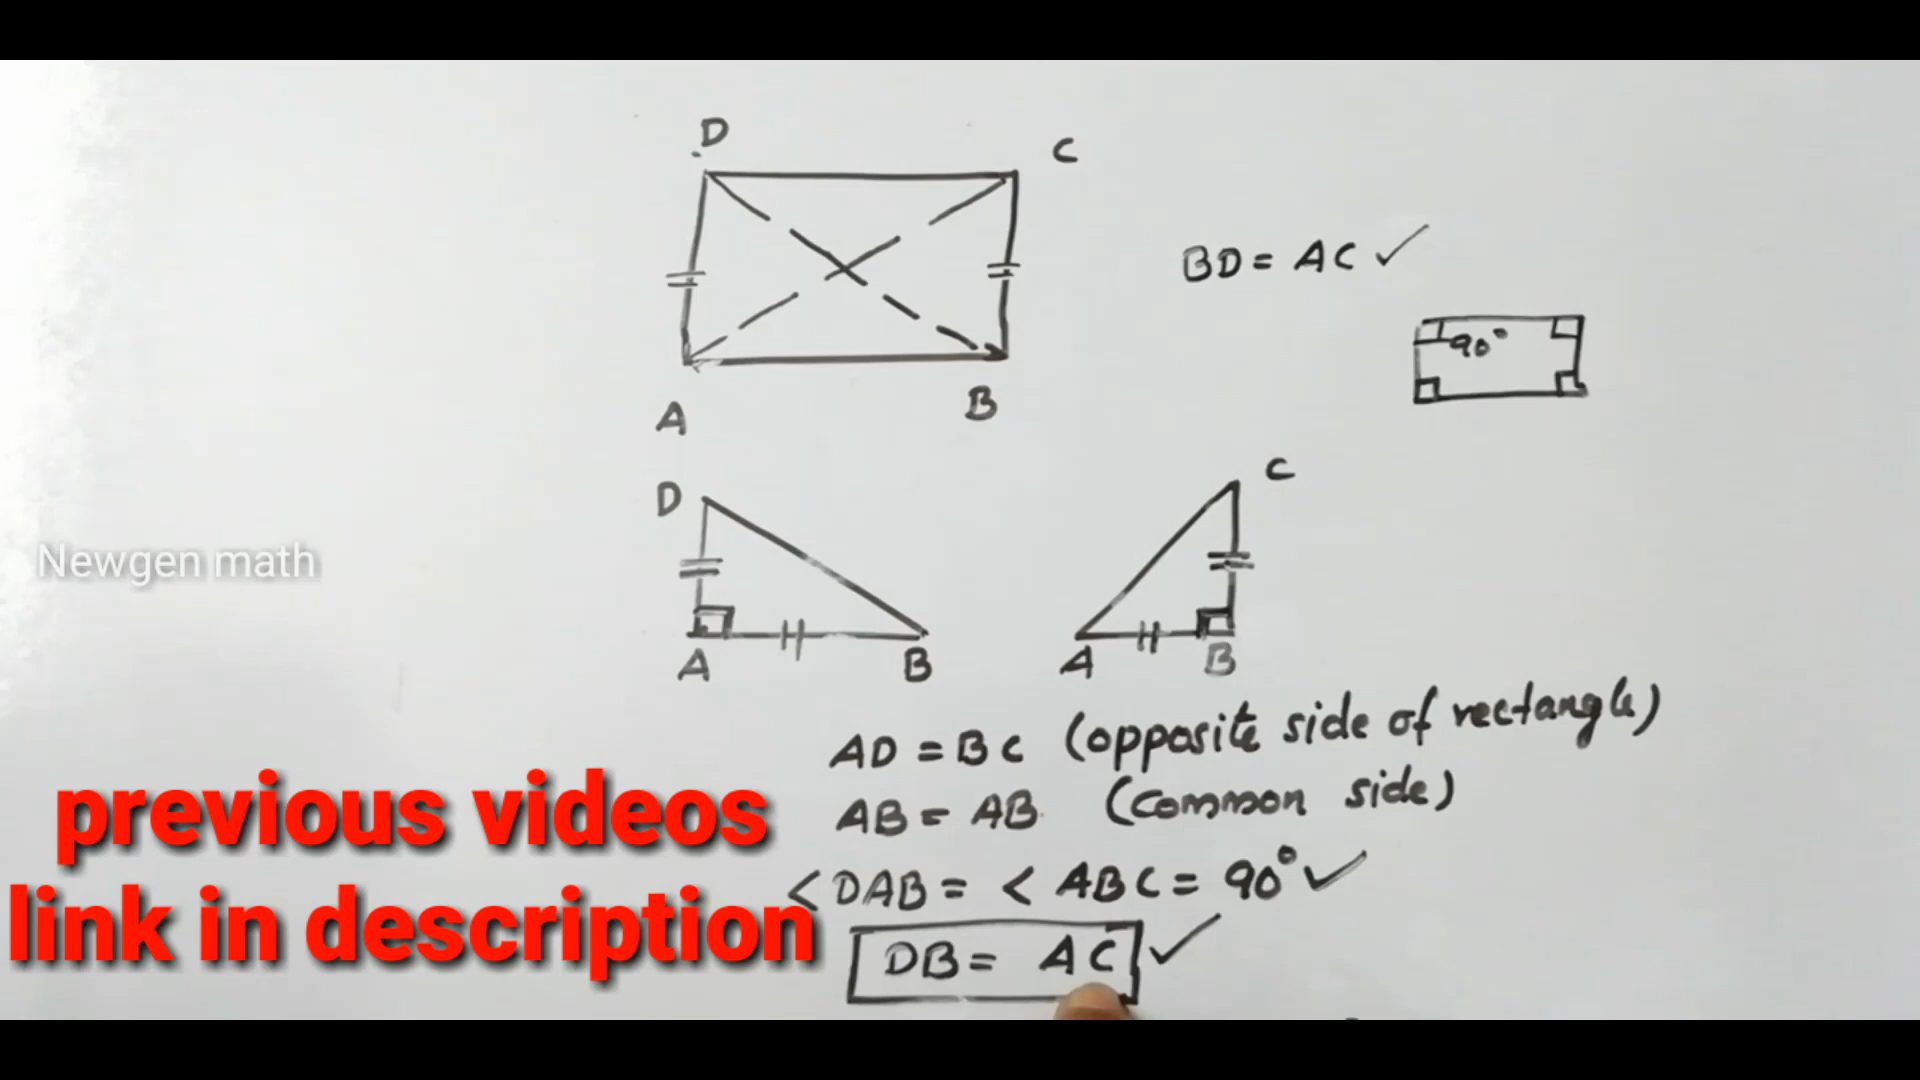 D C
BD = AC ✓
90°
A B
D C
Newgen math
A B A B
AD = BC (opposite side of rectangle)
AB = AB (Common side)
< DAB = < ABC = 90° ✓
DB = AC ✓
previous videos
link in description